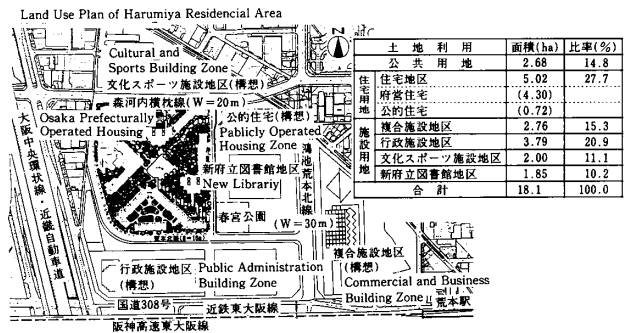 Land Use Plan of Harumiya Residencial Area
Cultural and
Sports Building Zone
文化スポーツ施設地区(構想)
森河内横枕線(W=20m)
Osaka Prefecturally
Operated Housing
公的住宅(構想)
Pablicly Operated
Housing Zone
新府立図書館地区
New Librariy
春宮公園
(W=30m)
鴻池荒本北線
大阪中央環状線・近畿自動車道
行政施設地区
(構想)
Public Administration
Building Zone
複合施設地区
(構想)
Commercial and Business
Building Zone
荒本駅
国道308号
近鉄東大阪線
阪神高速東大阪線
土地利用 面積(ha) 比率(%)
公共用地 2.68 14.8
住宅用地
住宅地区 5.02 27.7
府営住宅 (4.30)
公的住宅 (0.72)
施設用地
複合施設地区 2.76 15.3
行政施設地区 3.79 20.9
文化スポーツ施設地区 2.00 11.1
新府立図書館地区 1.85 10.2
合計 18.1 100.0